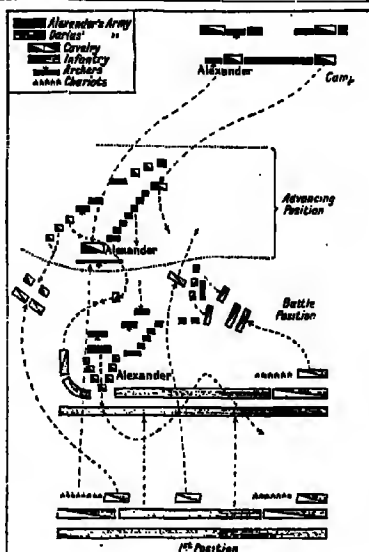 Alexander's Army
Darius' "
Cavalry
Infantry
Archers
Chariots
Alexander
Camp
Advancing
Position
Alexander
Battle
Position
Alexander
1st Position